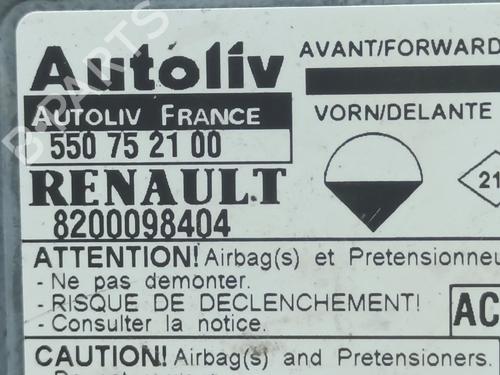 Autoliv
AVANT/FORWARD
AUTOLIV FRANCE
550 75 21 00
VORN/DELANTE
RENAULT
8200098404
21
ATTENTION! Airbag(s) et Pretensionneu
- Ne pas demonter.
- RISQUE DE DECLENCHEMENT!
- Consulter la notice.
AC
CAUTION! Airbag(s) and Pretensioners.
B-PARTS